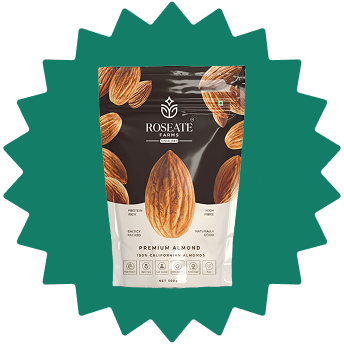 ROSEATE
FARMS
PROTEIN
RICH
HIGH
FIBRE
ENERGY
PACKED
NATURALLY
GOOD
PREMIUM ALMOND
100% CALIFORNIAN ALMONDS